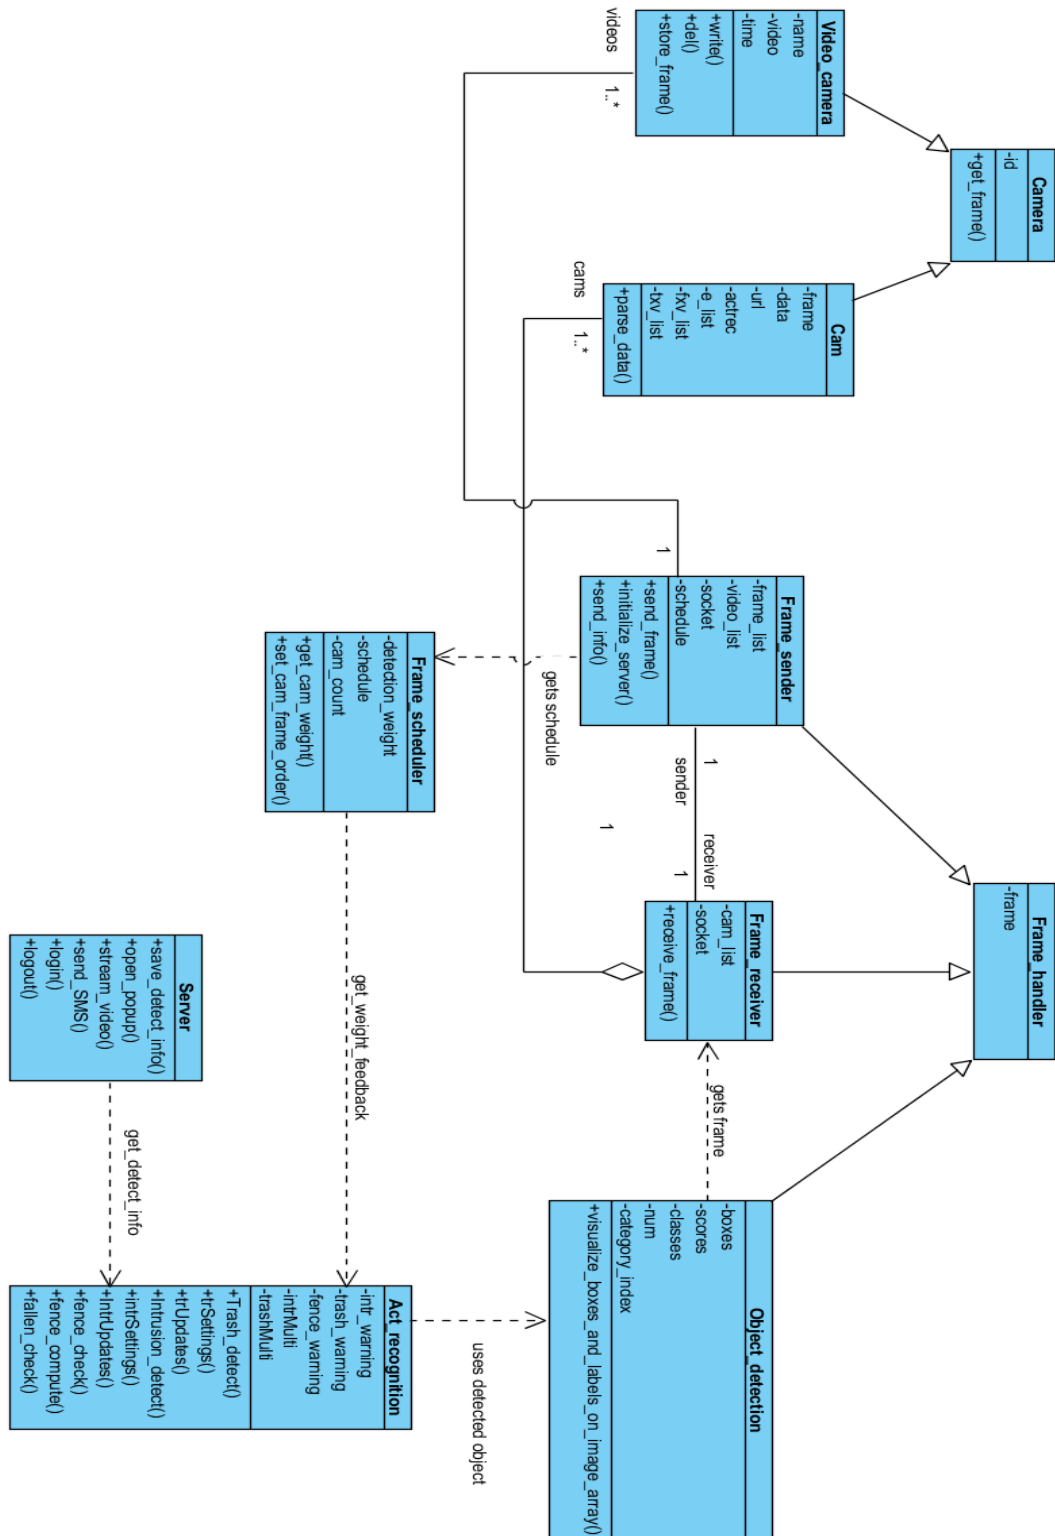 Camera
-id
+get_frame()
Video_camera
-name
-video
-time
+write()
+del()
+store_frame()
videos
1..*
Cam
-frame
-data
-url
-actrec
-e_list
-fxv_list
-txv_list
+parse_data()
cams
1..*
Frame_handler
-frame
Frame_sender
-frame_list
-video_list
-socket
-schedule
+send_frame()
+initialize_server()
+send_info()
1
1
sender
receiver
1
Frame_receiver
-cam_list
-socket
+receive_frame()
1
gets schedule
gets frame
Object_detection
-boxes
-scores
-classes
-num
-category_index
+visualize_boxes_and_labels_on_image_array()
Frame_scheduler
-detection_weight
-schedule
-cam_count
+get_cam_weight()
+set_cam_frame_order()
get_weight_feedback
uses detected object
Act_recognition
-intr_warning
-trash_warning
-fence_warning
-intrMulti
-trashMulti
+Trash_detect()
+trSettings()
+trUpdates()
+Intrusion_detect()
+intrSettings()
+IntrUpdates()
+fence_check()
+fence_compute()
+fallen_check()
Server
+save_detect_info()
+open_popup()
+stream_video()
+send_SMS()
+login()
+logout()
get_detect_info